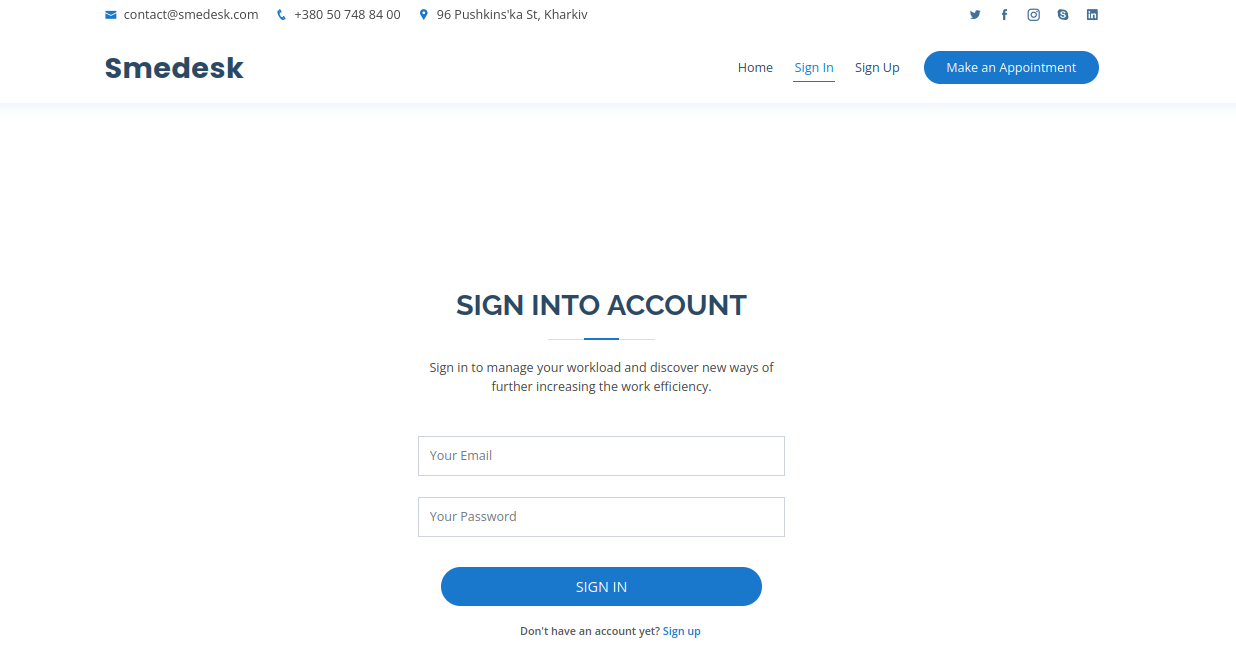 contact@smedesk.com +380 50 748 84 00 96 Pushkins'ka St, Kharkiv
Smedesk Home Sign In Sign Up Make an Appointment
SIGN INTO ACCOUNT
Sign in to manage your workload and discover new ways of
further increasing the work efficiency.
Your Email
Your Password
SIGN IN
Don't have an account yet? Sign up